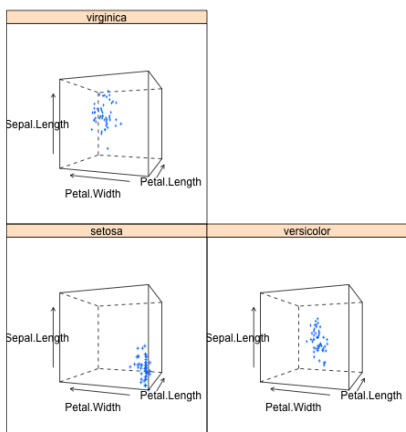 virginica
Sepal.Length
Petal.Length
Petal.Width
setosa
versicolor
Sepal.Length
Petal.Length
Petal.Width
Sepal.Length
Petal.Length
Petal.Width